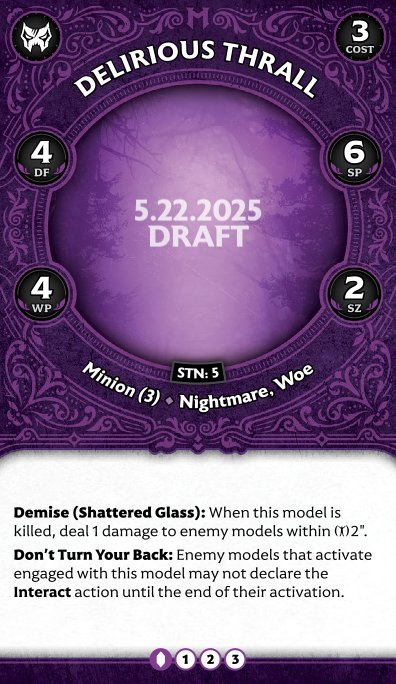 DELIRIOUS THRALL
3
COST
4
DF
6
SP
5.22.2025
DRAFT
4
WP
2
SZ
STN: 5
Minion (3) ◆ Nightmare, Woe
Demise (Shattered Glass): When this model is
killed, deal 1 damage to enemy models within 2".
Don't Turn Your Back: Enemy models that activate
engaged with this model may not declare the
Interact action until the end of their activation.
1 2 3